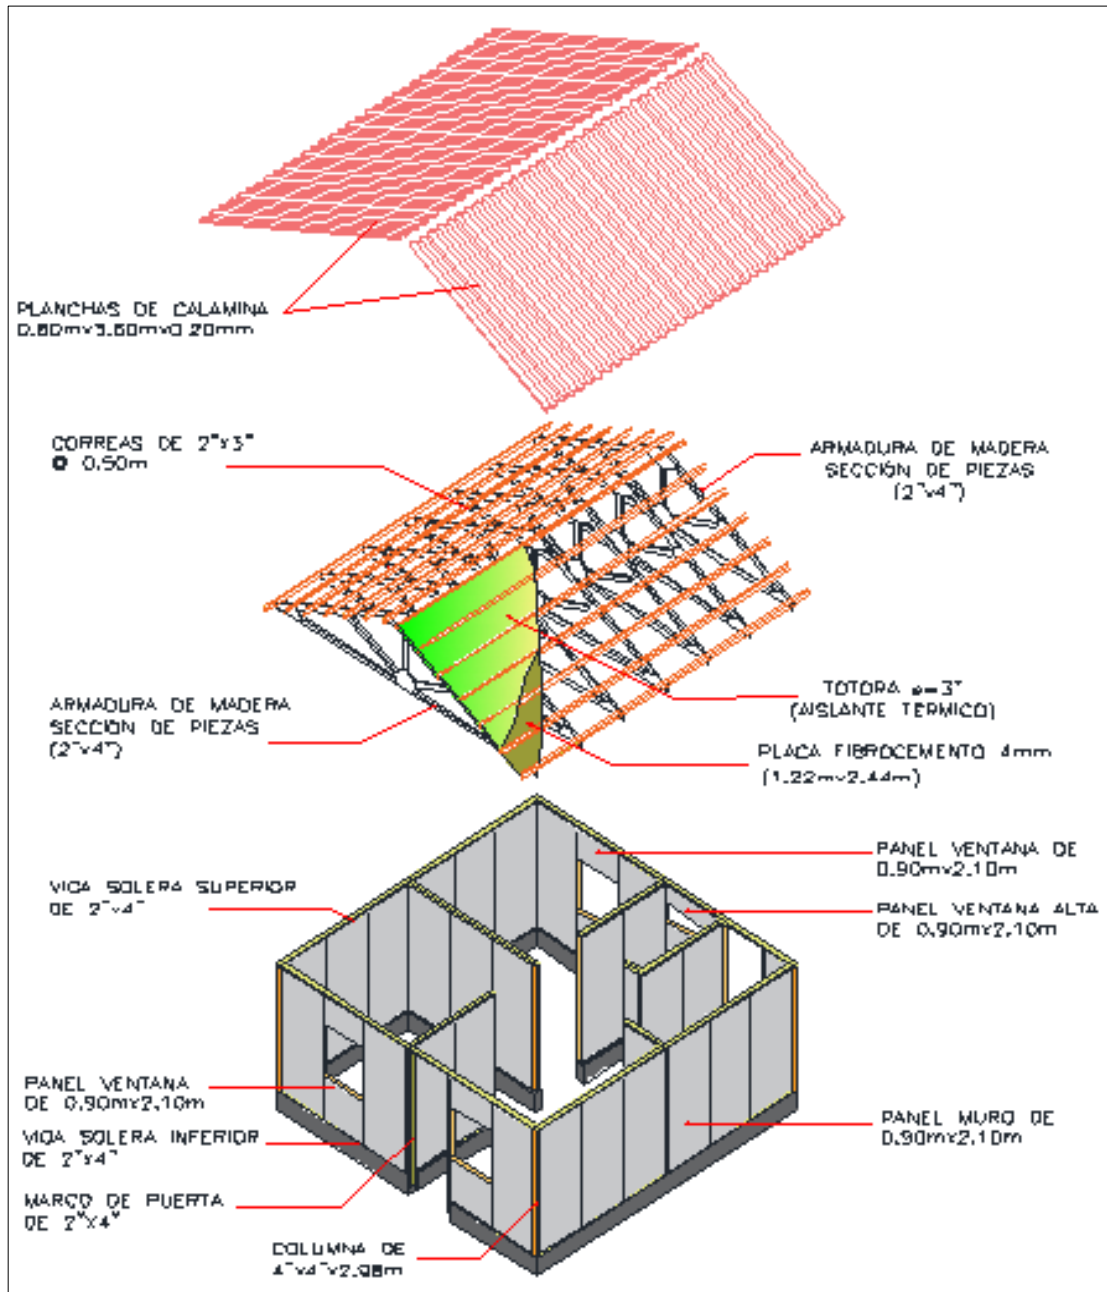 PLANCHAS DE CALAMINA
0.80mx3.60mx0.20mm
CORREAS DE 2"x3"
@ 0.50m
ARMADURA DE MADERA
SECCIÓN DE PIEZAS
(2"x4")
ARMADURA DE MADERA
SECCIÓN DE PIEZAS
(2"x4")
TOTORA e=3"
(AISLANTE TERMICO)
PLACA FIBROCEMENTO 4mm
(1.22mx2.44m)
PANEL VENTANA DE
0.90mx2.10m
VIGA SOLERA SUPERIOR
DE 2"x4"
PANEL VENTANA ALTA
DE 0.90mx2.10m
PANEL VENTANA
DE 0.90mx2.10m
PANEL MURO DE
0.90mx2.10m
VIGA SOLERA INFERIOR
DE 2"x4"
MARCO DE PUERTA
DE 2"x4"
COLUMNA DE
4"x4"x2.98m